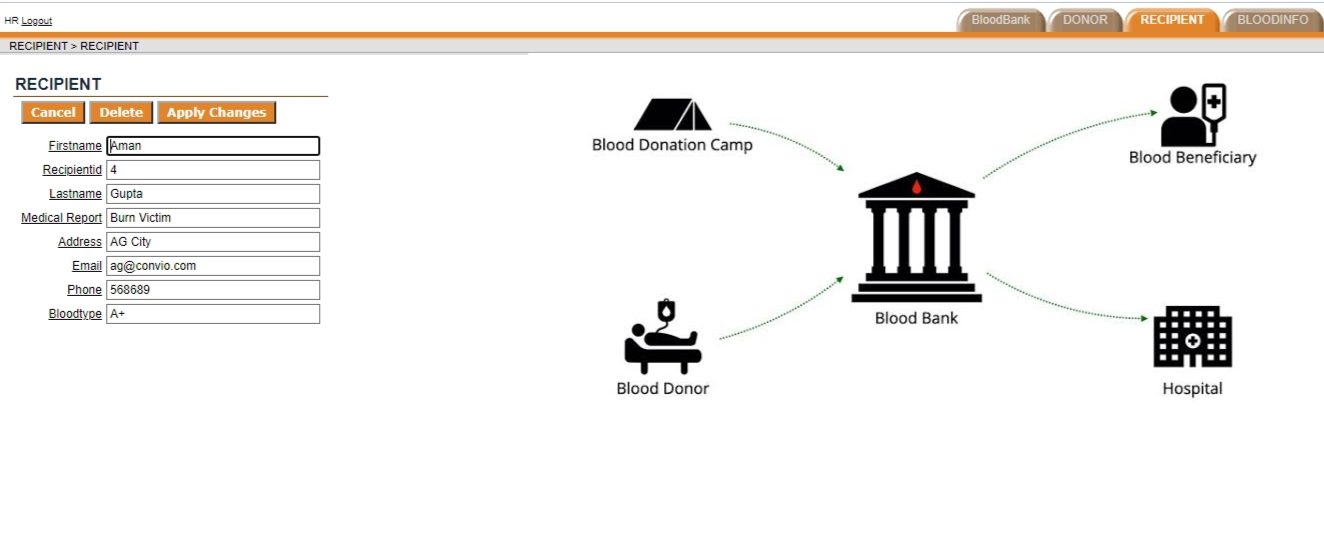 HR Logout
BloodBank DONOR RECIPIENT BLOODINFO
RECIPIENT > RECIPIENT
RECIPIENT
Cancel Delete Apply Changes
Firstname Aman
Recipientid 4
Lastname Gupta
Medical Report Burn Victim
Address AG City
Email ag@convio.com
Phone 568689
Bloodtype A+
Blood Donation Camp
Blood Beneficiary
Blood Bank
Blood Donor
Hospital